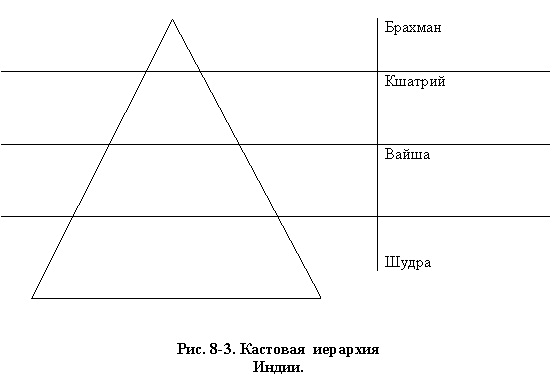 Брахман
Кшатрий
Вайша
Шудра
Рис. 8-3. Кастовая иерархия
Индии.